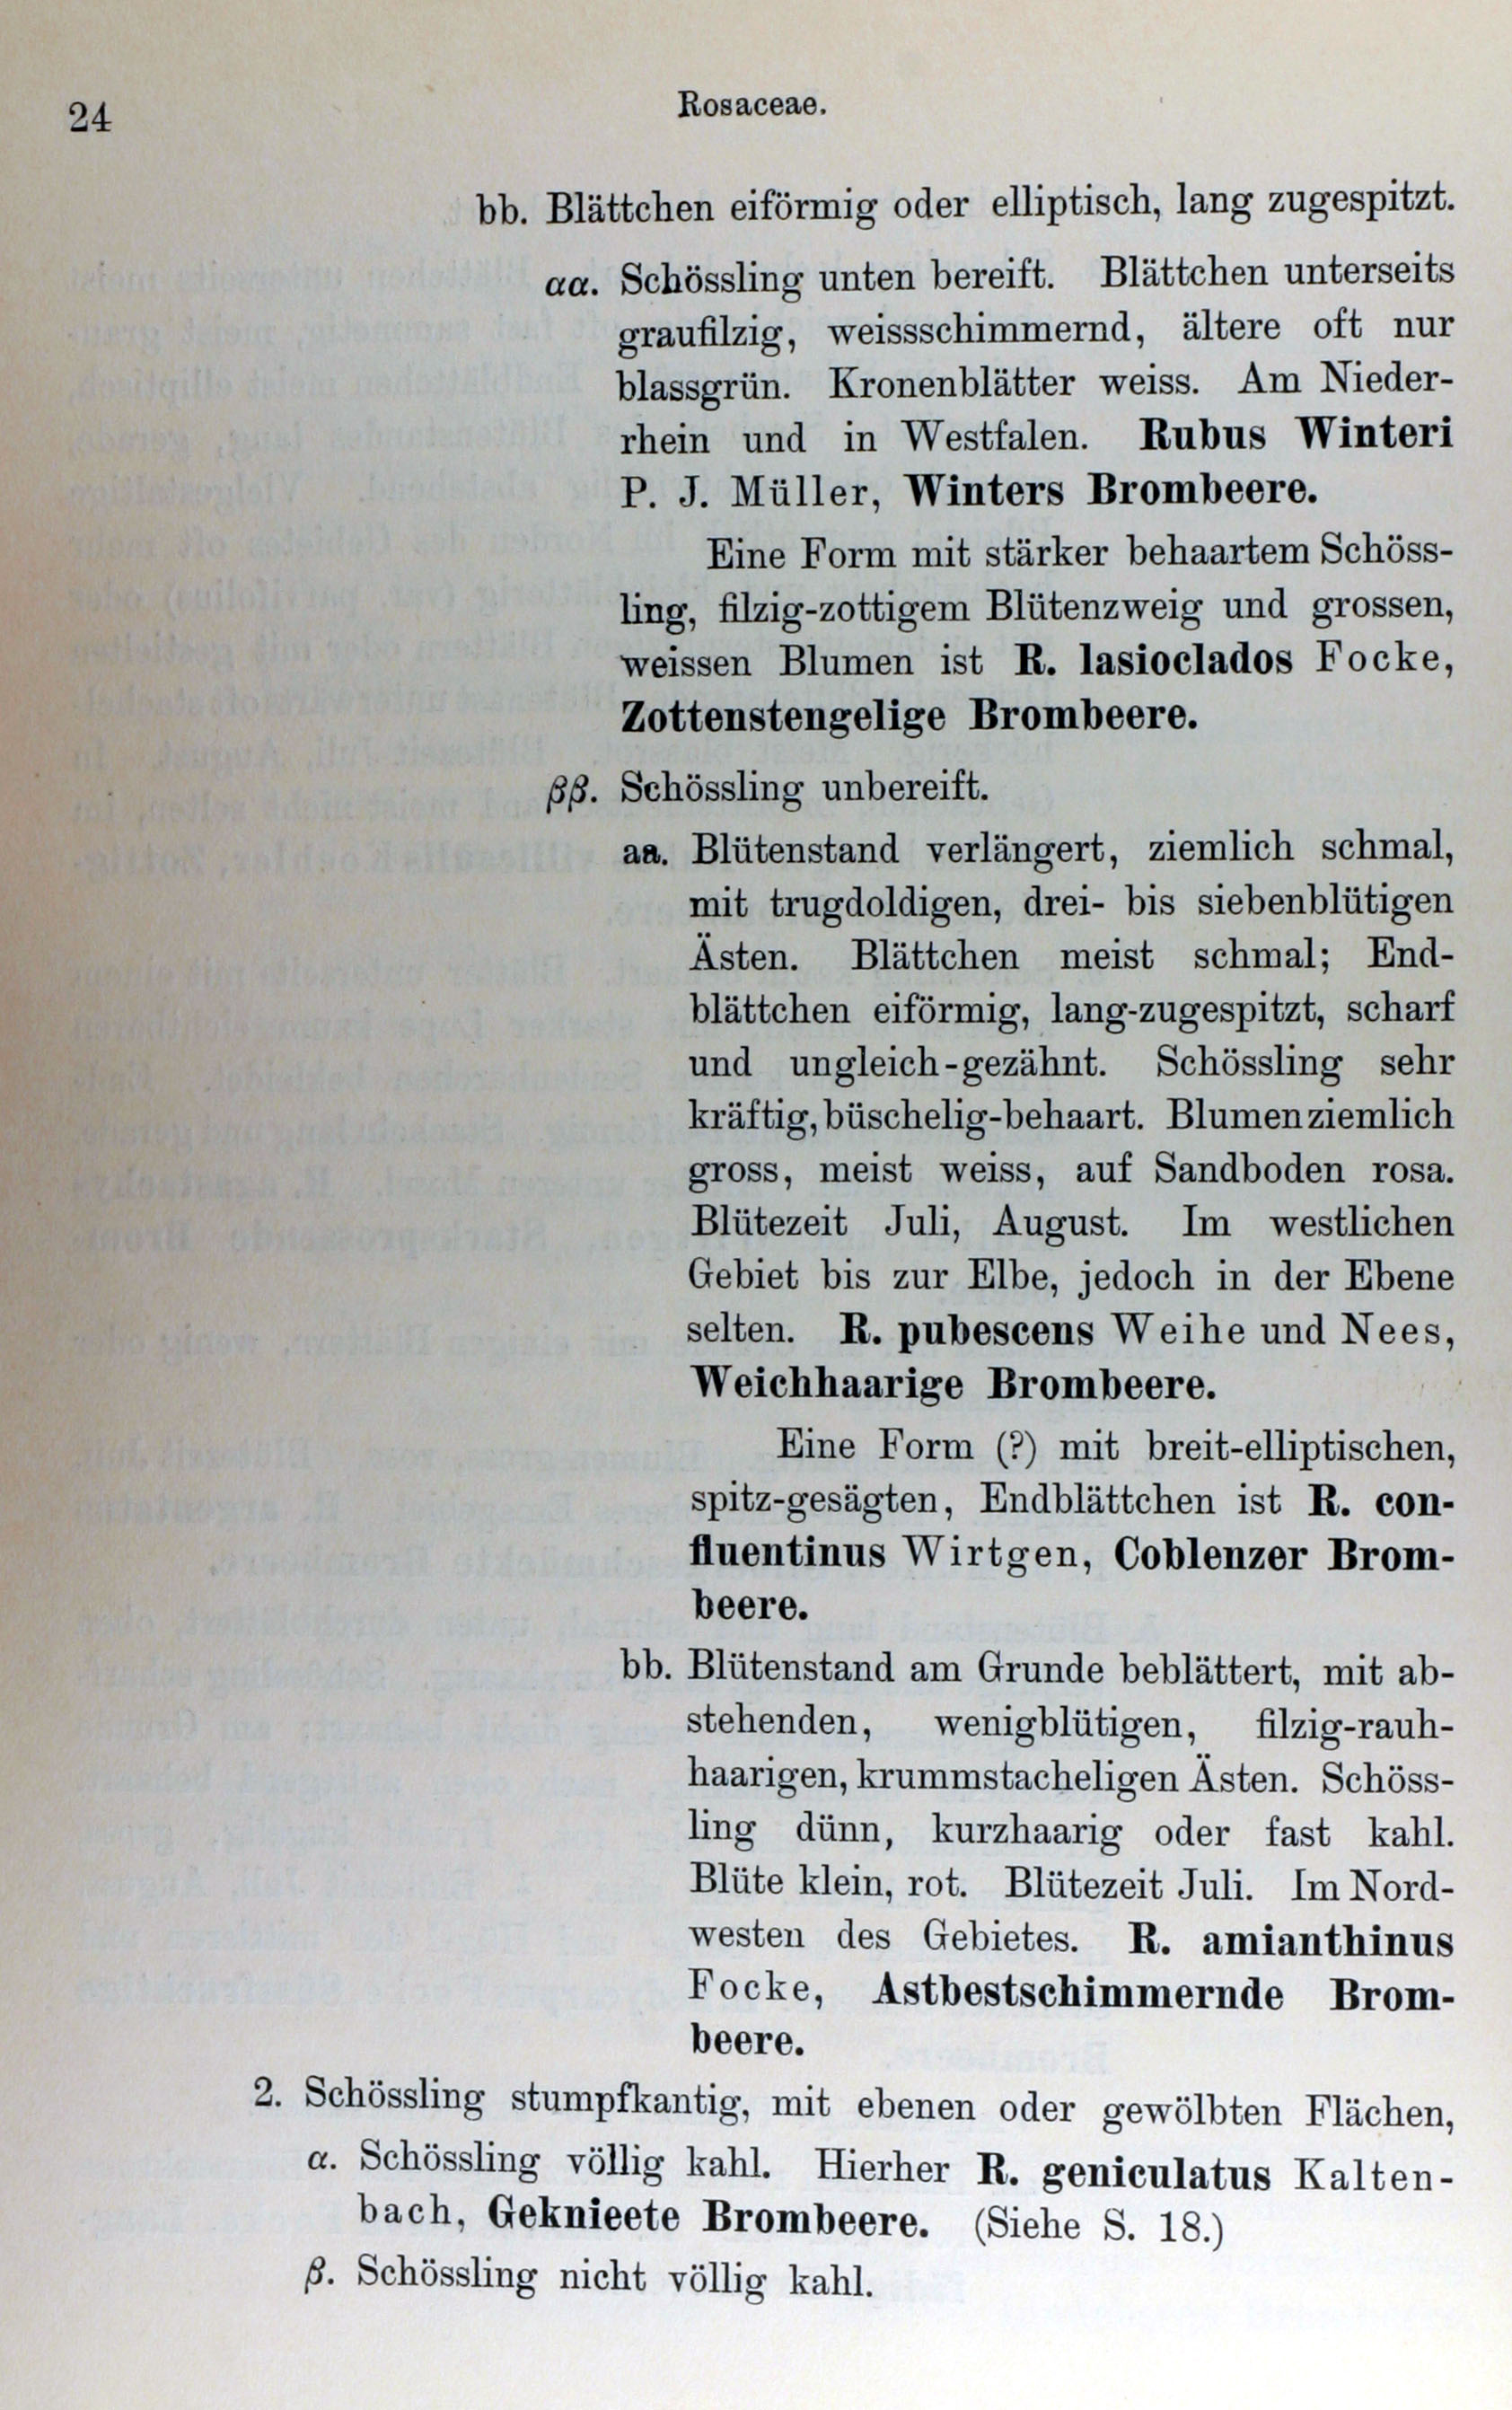 24
Rosaceae.
bb. Blättchen eiförmig oder elliptisch, lang zugespitzt.
αα. Schössling unten bereift. Blättchen unterseits
graufilzig, weissschimmernd, ältere oft nur
blassgrün. Kronenblätter weiss. Am Nieder-
rhein und in Westfalen. Rubus Winteri
P. J. Müller, Winters Brombeere.
Eine Form mit stärker behaartem Schöss-
ling, filzig-zottigem Blütenzweig und grossen,
weissen Blumen ist R. lasioclados Focke,
Zottenstengelige Brombeere.
ββ. Schössling unbereift.
aa. Blütenstand verlängert, ziemlich schmal,
mit trugdoldigen, drei- bis siebenblütigen
Ästen. Blättchen meist schmal; End-
blättchen eiförmig, lang-zugespitzt, scharf
und ungleich-gezähnt. Schössling sehr
kräftig, büschelig-behaart. Blumen ziemlich
gross, meist weiss, auf Sandboden rosa.
Blütezeit Juli, August. Im westlichen
Gebiet bis zur Elbe, jedoch in der Ebene
selten. R. pubescens Weihe und Nees,
Weichhaarige Brombeere.
Eine Form (?) mit breit-elliptischen,
spitz-gesägten, Endblättchen ist R. con-
fluentinus Wirtgen, Coblenzer Brom-
beere.
bb. Blütenstand am Grunde beblättert, mit ab-
stehenden, wenigblütigen, filzig-rauh-
haarigen, krummstacheligen Ästen. Schöss-
ling dünn, kurzhaarig oder fast kahl.
Blüte klein, rot. Blütezeit Juli. Im Nord-
westen des Gebietes. R. amianthinus
Focke, Astbestschimmernde Brom-
beere.
2. Schössling stumpfkantig, mit ebenen oder gewölbten Flächen,
α. Schössling völlig kahl. Hierher R. geniculatus Kalten-
bach, Geknieete Brombeere. (Siehe S. 18.)
β. Schössling nicht völlig kahl.